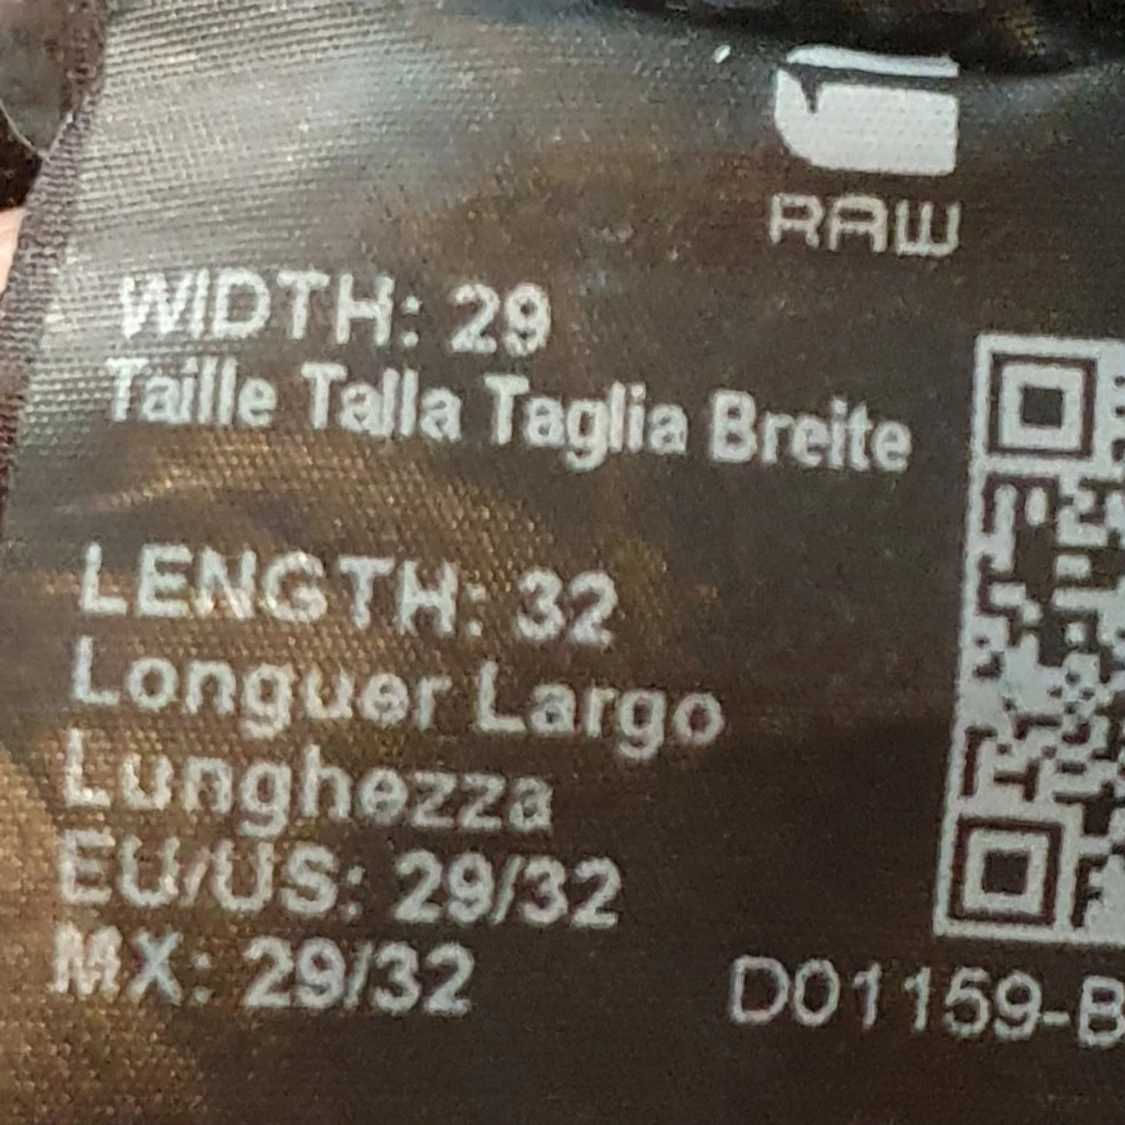 RAW
WIDTH: 29
Taille Talla Taglia Breite
LENGTH: 32
Longuer Largo
Lunghezza
EU/US: 29/32
MX: 29/32
D01159-B